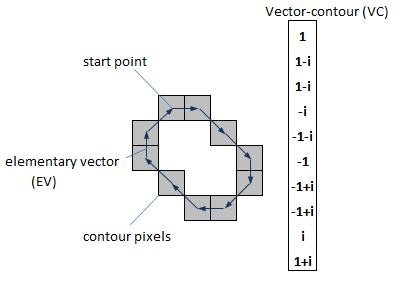 Vector-contour (VC)
1
1-i
1-i
-i
-1-i
-1
-1+i
-1+i
i
1+i
start point
elementary vector
(EV)
contour pixels